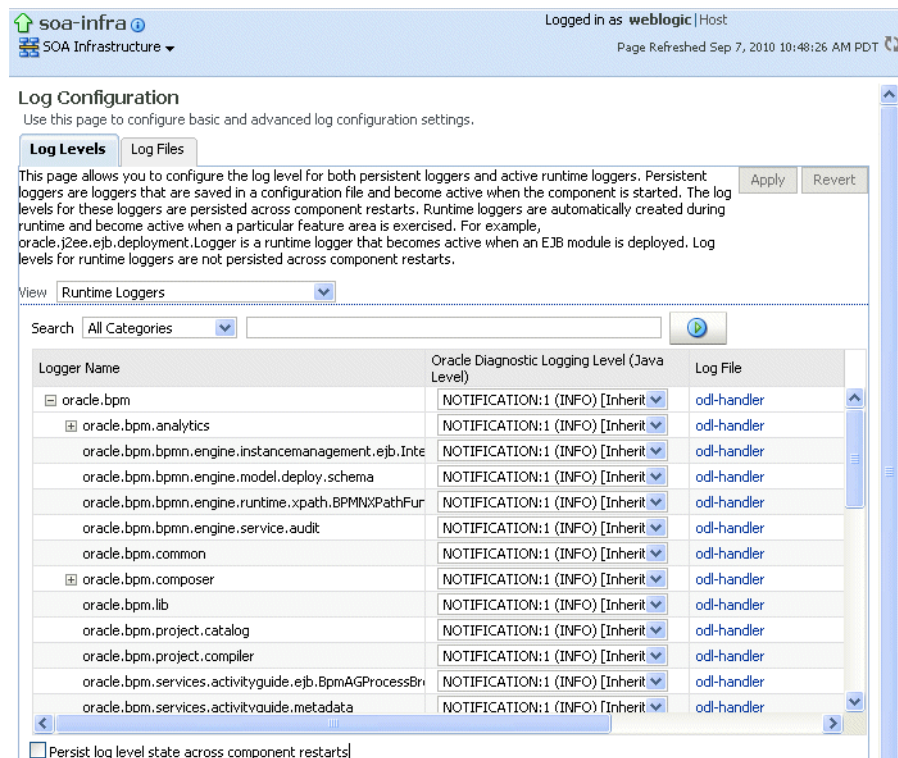 soa-infra
Logged in as weblogic|Host
SOA Infrastructure
Page Refreshed Sep 7, 2010 10:48:26 AM PDT
Log Configuration
Use this page to configure basic and advanced log configuration settings.
Log Levels Log Files
This page allows you to configure the log level for both persistent loggers and active runtime loggers. Persistent
loggers are loggers that are saved in a configuration file and become active when the component is started. The log
levels for these loggers are persisted across component restarts. Runtime loggers are automatically created during
runtime and become active when a particular feature area is exercised. For example,
oracle.j2ee.ejb.deployment.Logger is a runtime logger that becomes active when an EJB module is deployed. Log
levels for runtime loggers are not persisted across component restarts.
Apply Revert
View Runtime Loggers
Search All Categories
Logger Name Oracle Diagnostic Logging Level (Java Level) Log File
oracle.bpm NOTIFICATION:1 (INFO) [Inherit odl-handler
oracle.bpm.analytics NOTIFICATION:1 (INFO) [Inherit odl-handler
oracle.bpm.bpmn.engine.instancemanagement.ejb.Inte NOTIFICATION:1 (INFO) [Inherit odl-handler
oracle.bpm.bpmn.engine.model.deploy.schema NOTIFICATION:1 (INFO) [Inherit odl-handler
oracle.bpm.bpmn.engine.runtime.xpath.BPMNXPathFun NOTIFICATION:1 (INFO) [Inherit odl-handler
oracle.bpm.bpmn.engine.service.audit NOTIFICATION:1 (INFO) [Inherit odl-handler
oracle.bpm.common NOTIFICATION:1 (INFO) [Inherit odl-handler
oracle.bpm.composer NOTIFICATION:1 (INFO) [Inherit odl-handler
oracle.bpm.lib NOTIFICATION:1 (INFO) [Inherit odl-handler
oracle.bpm.project.catalog NOTIFICATION:1 (INFO) [Inherit odl-handler
oracle.bpm.project.compiler NOTIFICATION:1 (INFO) [Inherit odl-handler
oracle.bpm.services.activityguide.ejb.BpmAGProcessBr NOTIFICATION:1 (INFO) [Inherit odl-handler
oracle.bpm.services.activityguide.metadata NOTIFICATION:1 (INFO) [Inherit odl-handler
Persist log level state across component restarts